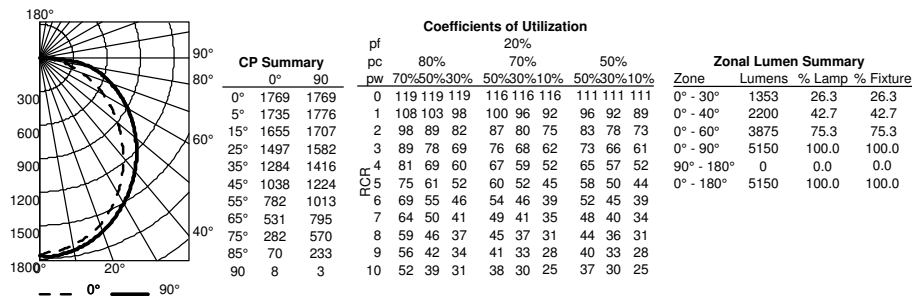 180°
90°
80°
60°
40°
300
600
900
1200
1500
1800 0° 20°
0° 90°
CP Summary
0° 90
0° 1769 1769
5° 1735 1776
15° 1655 1707
25° 1497 1582
35° 1284 1416
45° 1038 1224
55° 782 1013
65° 531 795
75° 282 570
85° 70 233
90 8 3
Coefficients of Utilization
pf 20%
pc 80% 70% 50%
pw 70%50%30% 50%30%10% 50%30%10%
RCR
0 119 119 119 116 116 116 111 111 111
1 108 103 98 100 96 92 96 92 89
2 98 89 82 87 80 75 83 78 73
3 89 78 69 76 68 62 73 66 61
4 81 69 60 67 59 52 65 57 52
5 75 61 52 60 52 45 58 50 44
6 69 55 46 54 46 39 52 45 39
7 64 50 41 49 41 35 48 40 34
8 59 46 37 45 37 31 44 36 31
9 56 42 34 41 33 28 40 33 28
10 52 39 31 38 30 25 37 30 25
Zonal Lumen Summary
Zone Lumens % Lamp % Fixture
0° - 30° 1353 26.3 26.3
0° - 40° 2200 42.7 42.7
0° - 60° 3875 75.3 75.3
0° - 90° 5150 100.0 100.0
90° - 180° 0 0.0 0.0
0° - 180° 5150 100.0 100.0